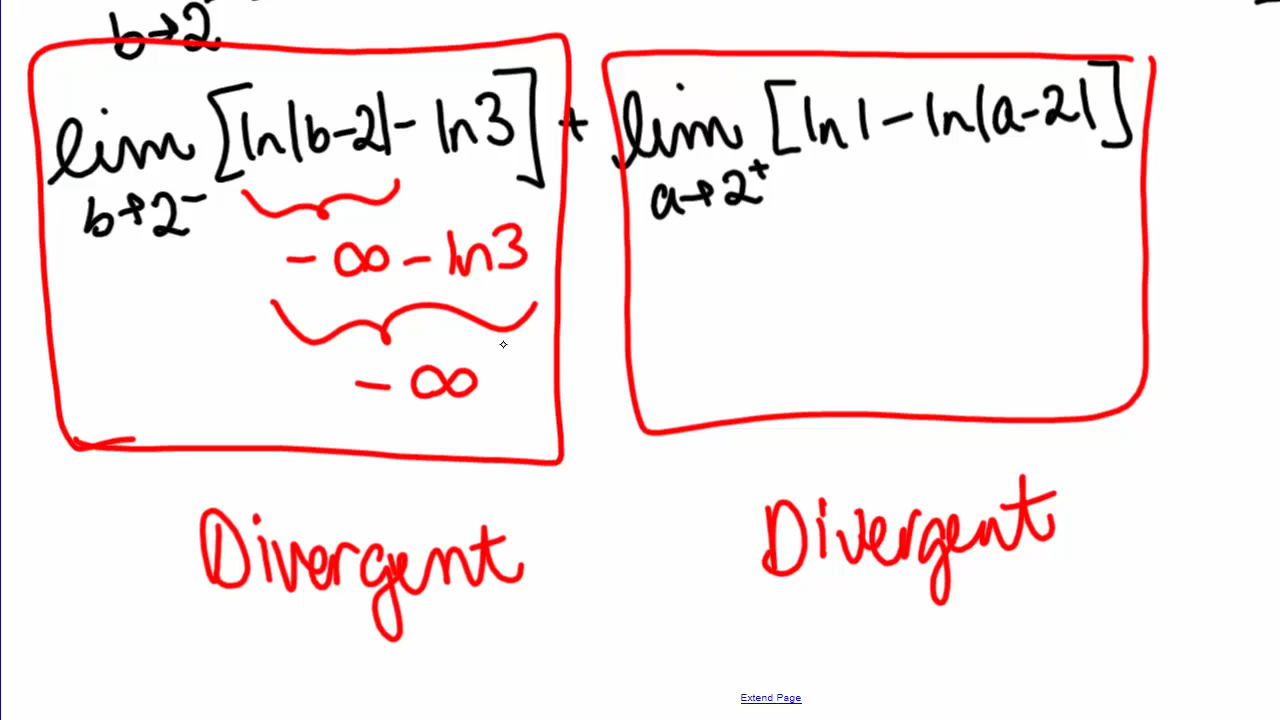 b→2⁻
lim [ln|b-2| - ln3] + lim [ln1 - ln|a-2|]
b→2⁻ a→2⁺
-∞ - ln3
-∞
Divergent Divergent
Extend Page